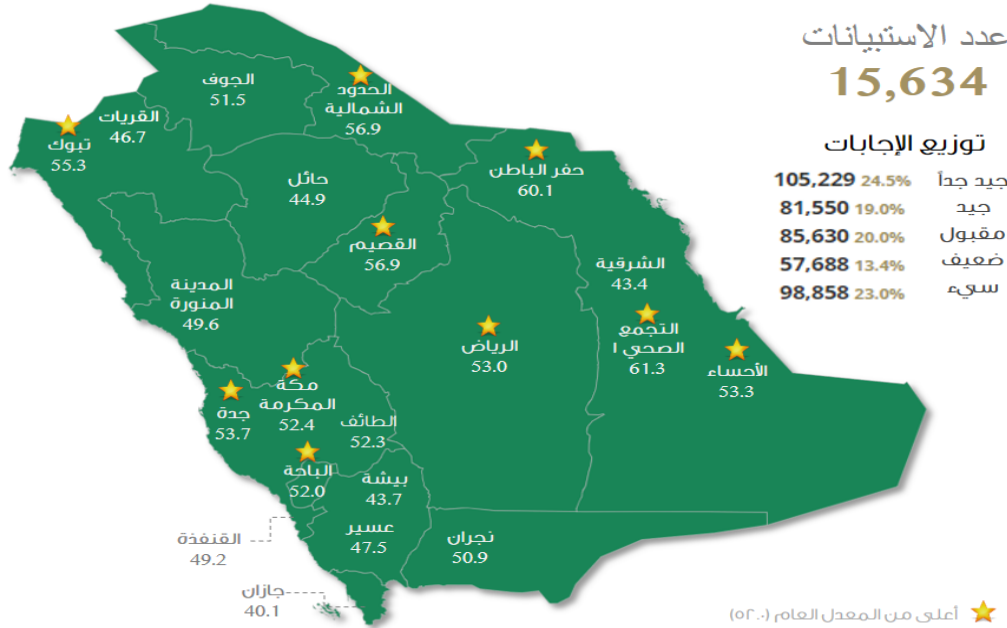 عدد الاستبيانات
15,634
توزيع الإجابات
جيد جداً 24.5% 105,229
جيد 19.0% 81,550
مقبول 20.0% 85,630
ضعيف 13.4% 57,688
سيء 23.0% 98,858
الجوف
51.5
الحدود
الشمالية
56.9
القريات
46.7
تبوك
55.3
حفر الباطن
60.1
حائل
44.9
القصيم
56.9
الشرقية
43.4
المدينة
المنورة
49.6
التجمع
الصحي ١
61.3
الرياض
53.0
الأحساء
53.3
مكة
المكرمة
52.4
جدة
53.7
الطائف
52.3
الباحة
52.0
بيشة
43.7
عسير
47.5
نجران
50.9
القنفذة
49.2
جازان
40.1
أعلى من المعدل العام (٥٢.٠)